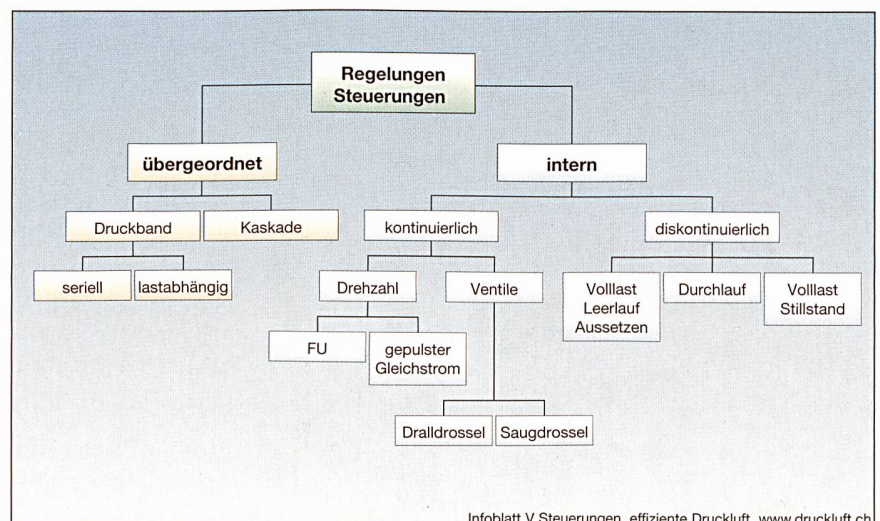 Regelungen
Steuerungen
übergeordnet
intern
Druckband
Kaskade
kontinuierlich
diskontinuierlich
seriell
lastabhängig
Drehzahl
Ventile
Volllast
Leerlauf
Aussetzen
Durchlauf
Volllast
Stillstand
FU
gepulster
Gleichstrom
Dralldrossel
Saugdrossel
Infoblatt V Steuerungen, effiziente Druckluft, www.druckluft.ch